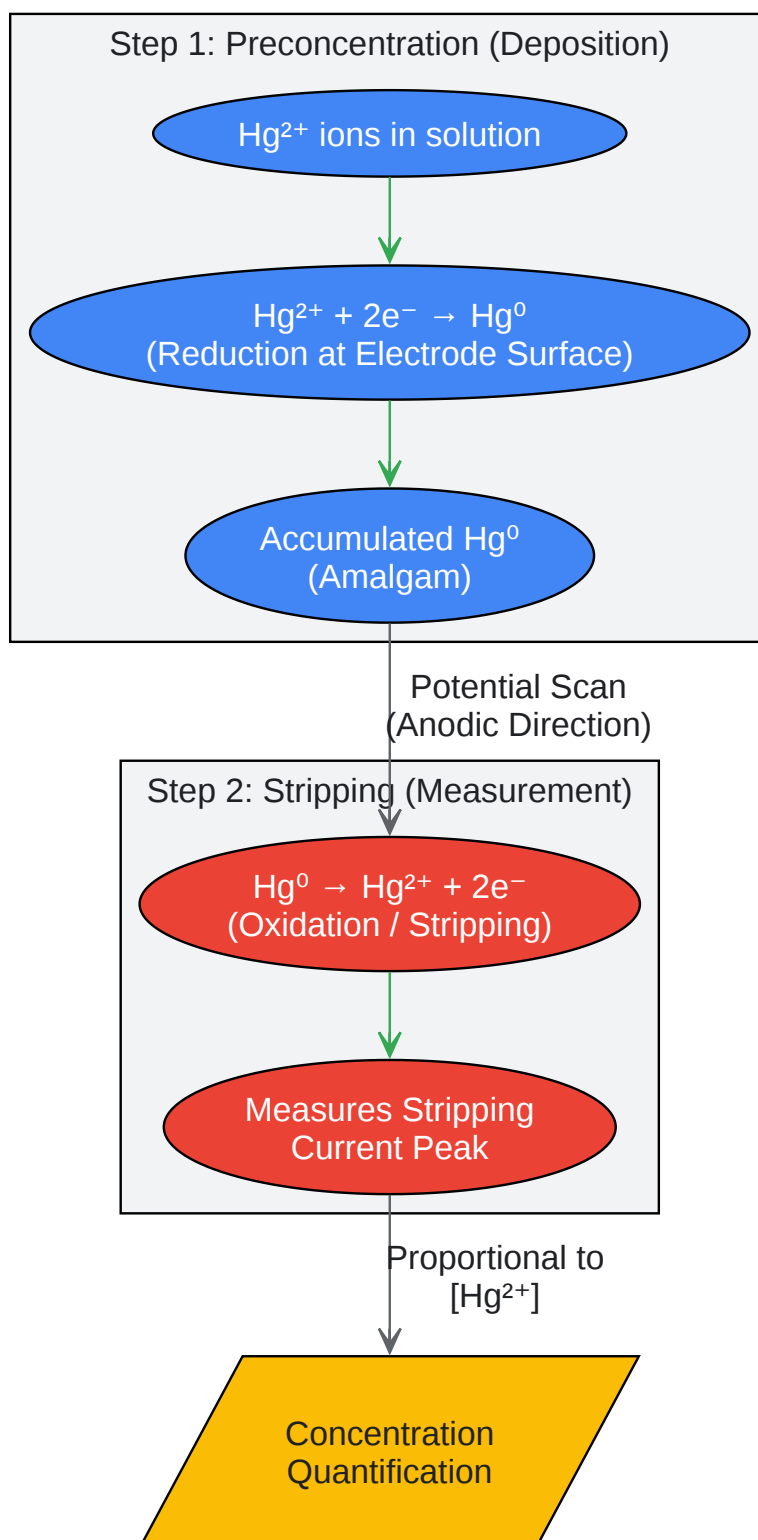 Step 1: Preconcentration (Deposition)
Hg²⁺ ions in solution
Hg²⁺ + 2e⁻ → Hg⁰
(Reduction at Electrode Surface)
Accumulated Hg⁰
(Amalgam)
Potential Scan
(Anodic Direction)
Step 2: Stripping (Measurement)
Hg⁰ → Hg²⁺ + 2e⁻
(Oxidation / Stripping)
Measures Stripping
Current Peak
Proportional to
[Hg²⁺]
Concentration
Quantification